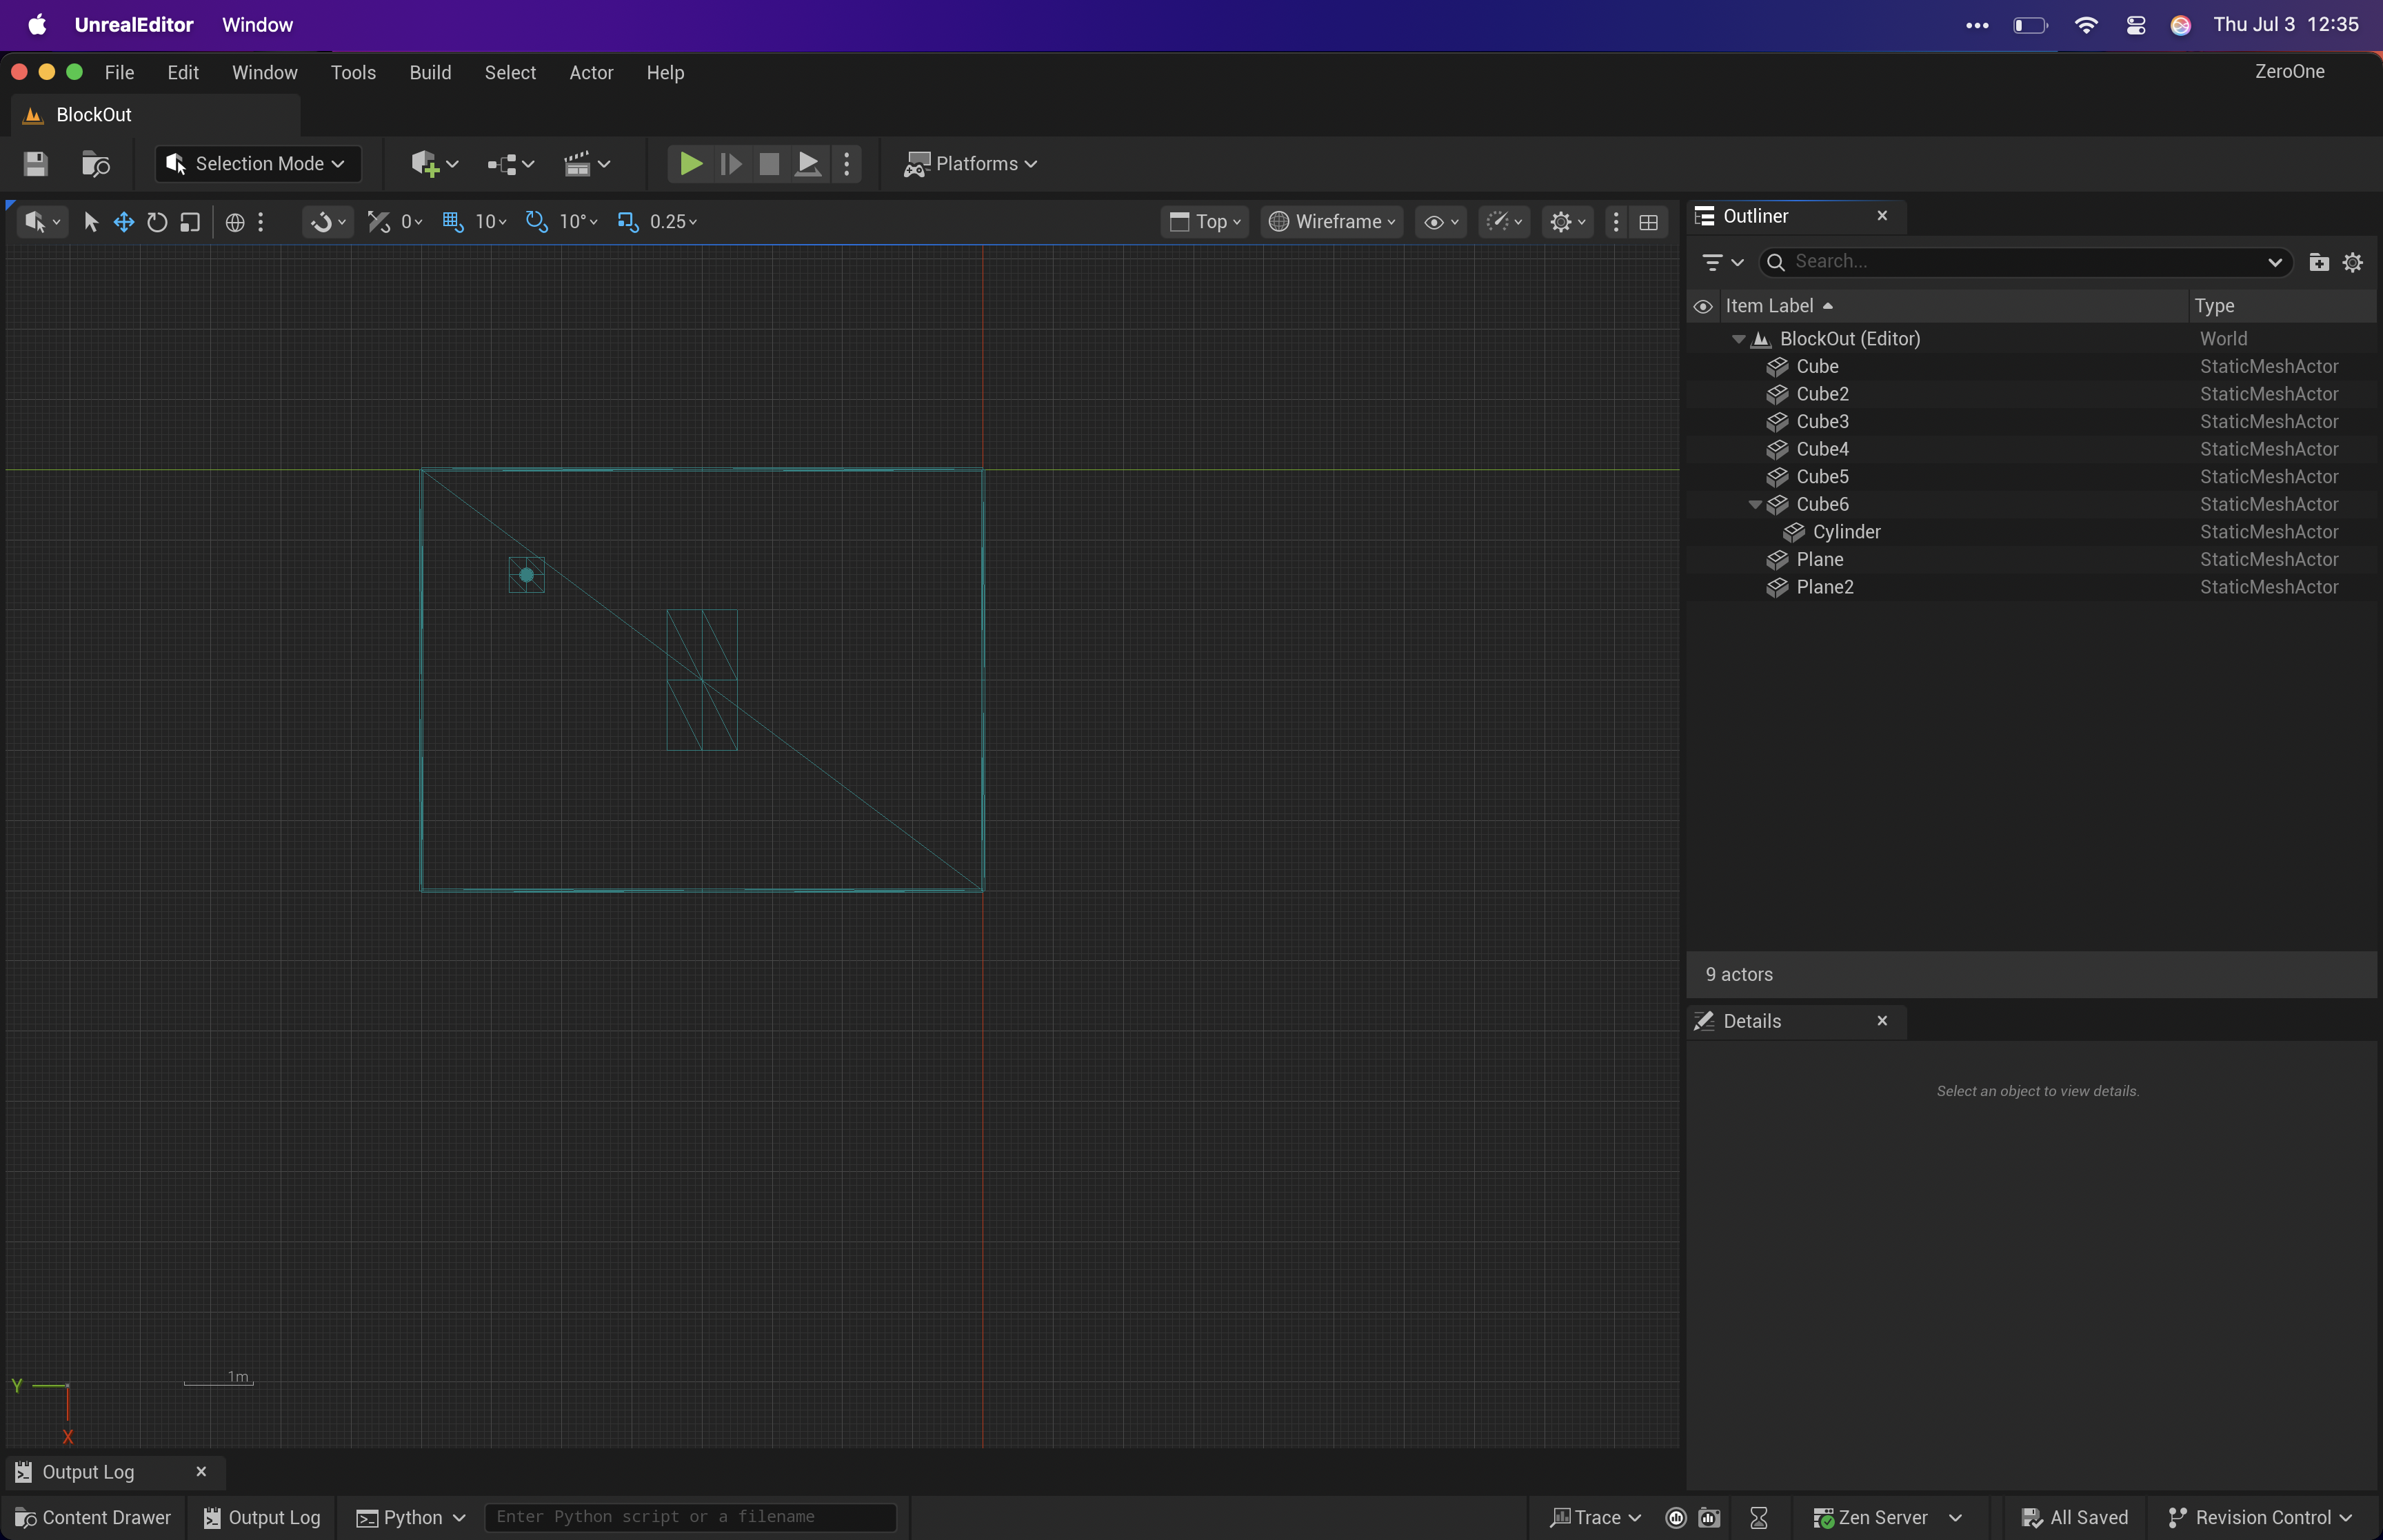 UnrealEditor Window Thu Jul 3 12:35
File Edit Window Tools Build Select Actor Help ZeroOne
BlockOut
Selection Mode Platforms
0 10 10° 0.25 Top Wireframe
Outliner
Search...
Item Label Type
BlockOut (Editor) World
Cube StaticMeshActor
Cube2 StaticMeshActor
Cube3 StaticMeshActor
Cube4 StaticMeshActor
Cube5 StaticMeshActor
Cube6 StaticMeshActor
Cylinder StaticMeshActor
Plane StaticMeshActor
Plane2 StaticMeshActor
9 actors
Details
Select an object to view details.
1m
Y
X
Output Log
Content Drawer Output Log Python Enter Python script or a filename Trace Zen Server All Saved Revision Control